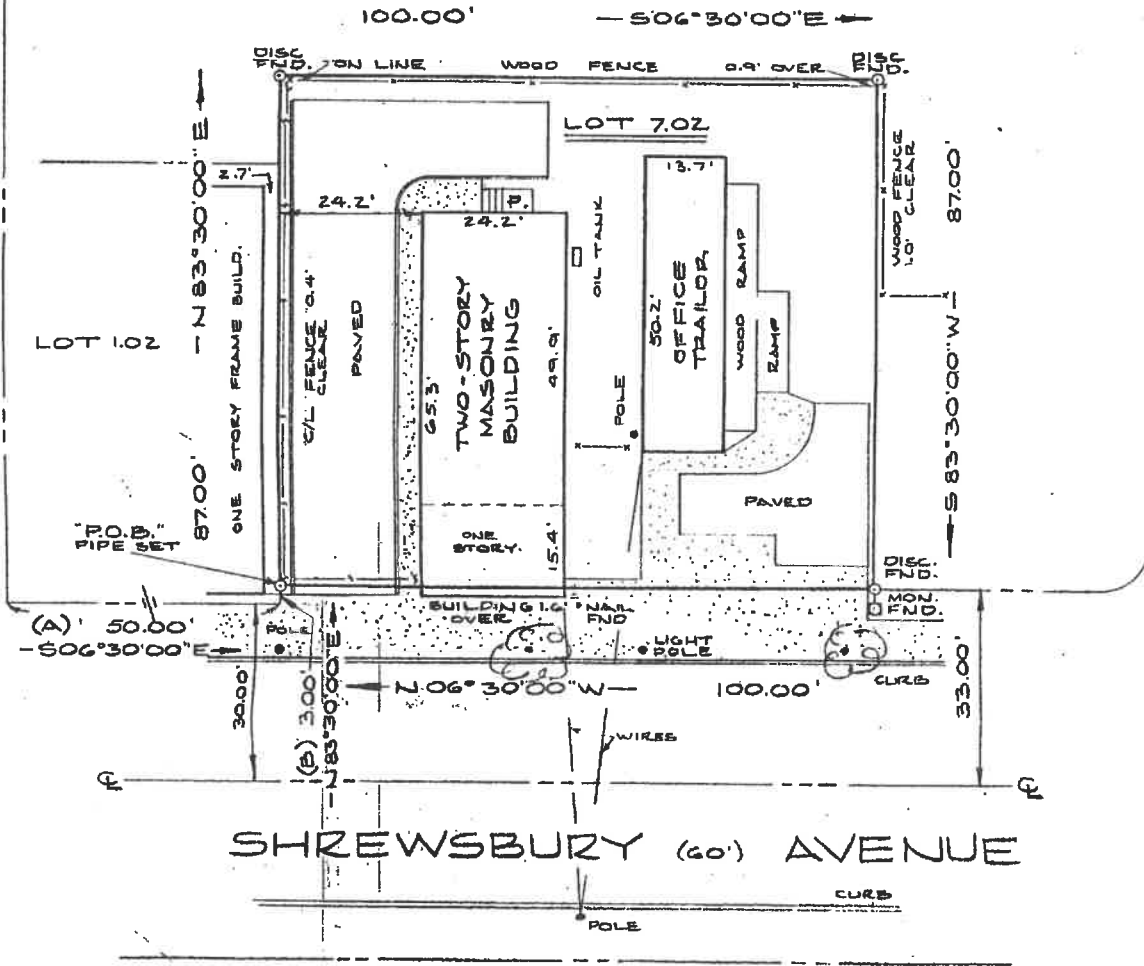 100.00'
S06°30'00"E
DISC FND.
ON LINE
WOOD FENCE
0.9' OVER
DISC FND.
LOT 7.02
N 83°30'00"E
87.00'
2.7'
24.2'
24.2'
P.
13.7'
WOOD FENCE
1.0' CLEAR
87.00'
S 83°30'00"W
LOT 1.02
ONE STORY FRAME BUILD.
C/L FENCE 0.4'
CLEAR
PAVED
65.3'
TWO-STORY
MASONRY
BUILDING
49.9'
OIL TANK
POLE
50.2'
OFFICE
TRAILOR
WOOD RAMP
RAMP
PAVED
ONE
STORY.
15.4'
"P.O.B."
PIPE SET
DISC.
FND.
MON.
FND.
(A) 50.00'
S06°30'00"E
POLE
BUILDING 1.6'
OVER
NAIL
FND
LIGHT
POLE
CURB
30.00'
(B) 3.00'
N83°30'00"E
N.06°30'00"W
100.00'
33.00'
WIRES
℄
℄
SHREWSBURY (60') AVENUE
CURB
POLE